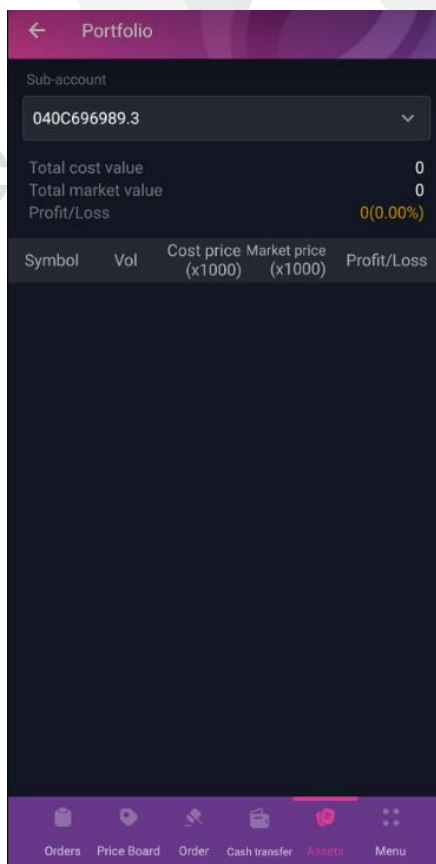 Portfolio
Sub-account
040C696989.3
Total cost value 0
Total market value 0
Profit/Loss 0(0.00%)
Symbol Vol Cost price (x1000) Market price (x1000) Profit/Loss
Orders Price Board Order Cash transfer Assets Menu